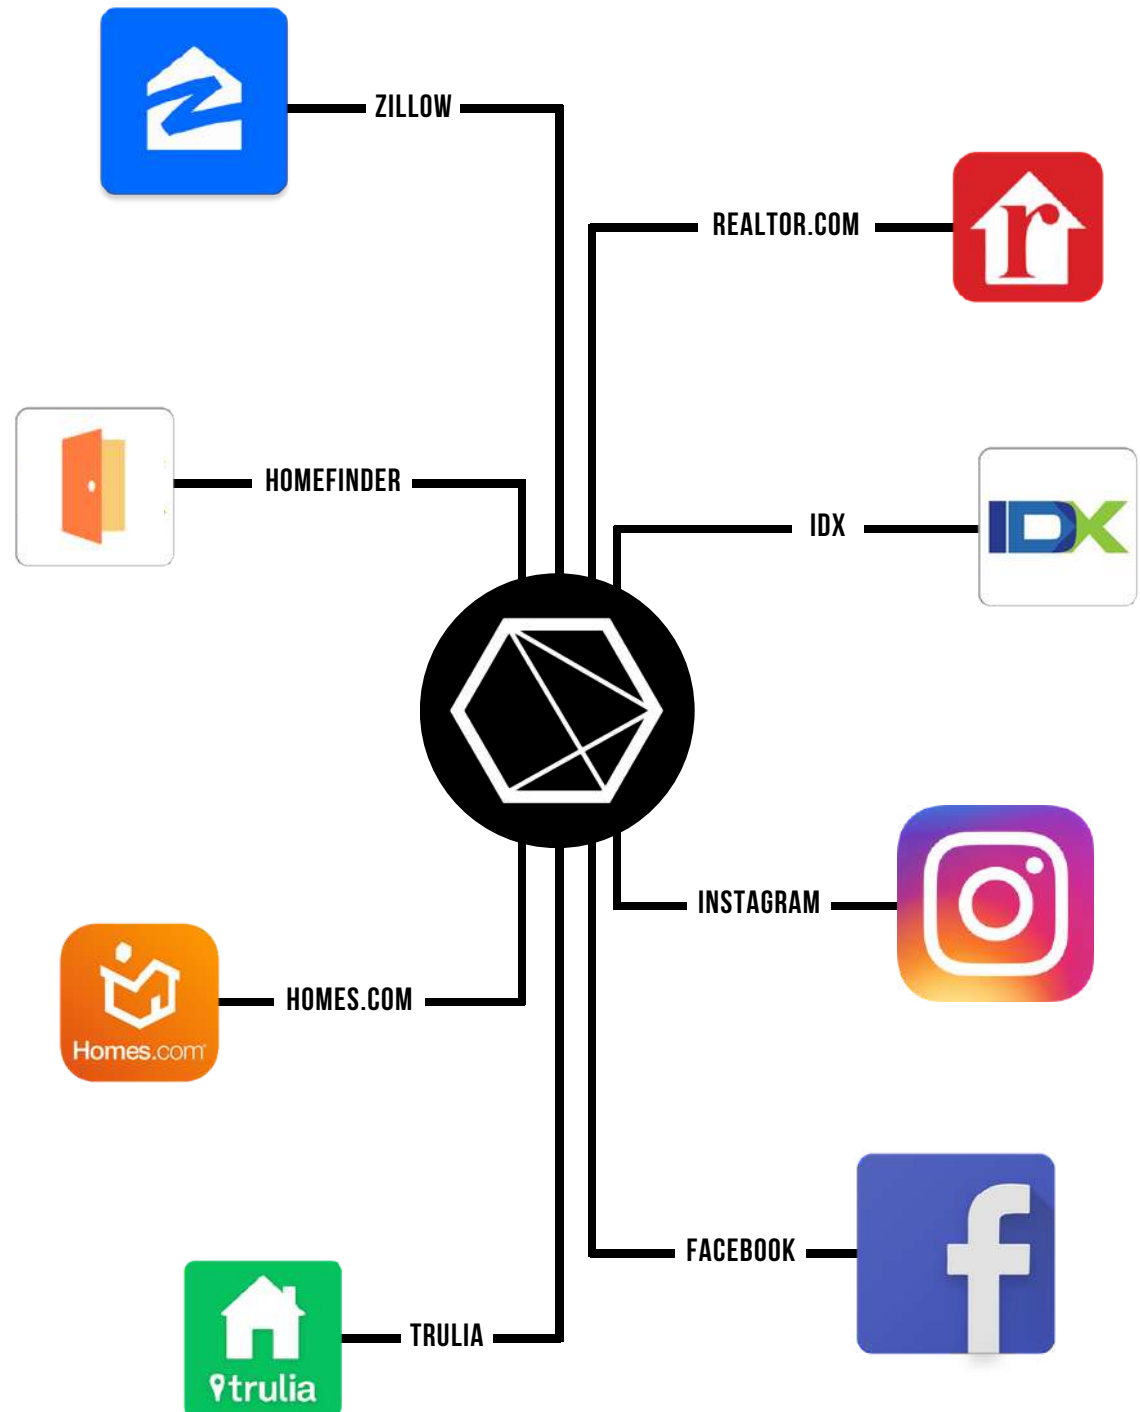 ZILLOW
REALTOR.COM
r
HOMEFINDER
IDX
IDX
INSTAGRAM
HOMES.COM
Homes.com
FACEBOOK
f
TRULIA
trulia